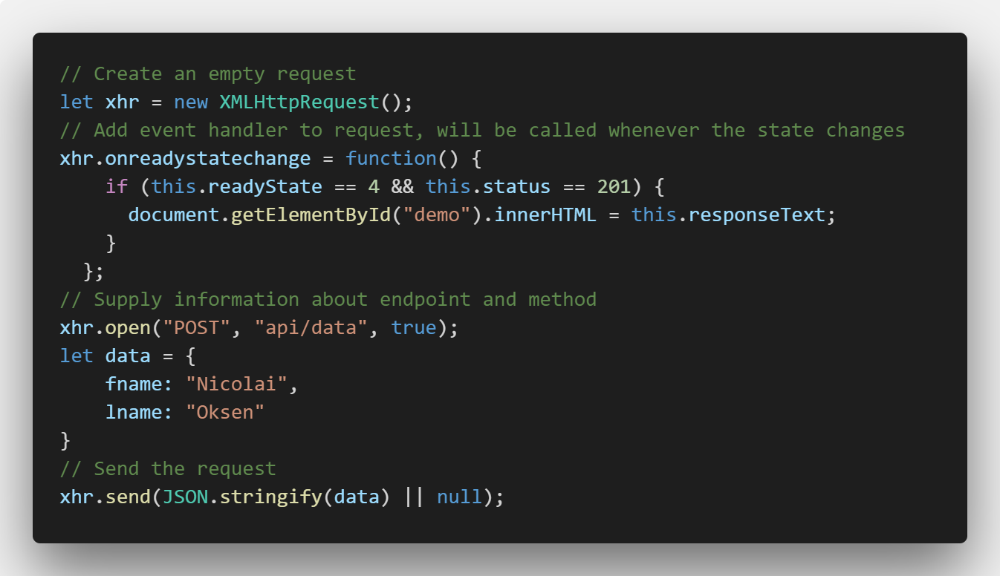 // Create an empty request
let xhr = new XMLHttpRequest();
// Add event handler to request, will be called whenever the state changes
xhr.onreadystatechange = function() {
    if (this.readyState == 4 && this.status == 201) {
      document.getElementById("demo").innerHTML = this.responseText;
    }
  };
// Supply information about endpoint and method
xhr.open("POST", "api/data", true);
let data = {
    fname: "Nicolai",
    lname: "Oksen"
}
// Send the request
xhr.send(JSON.stringify(data) || null);